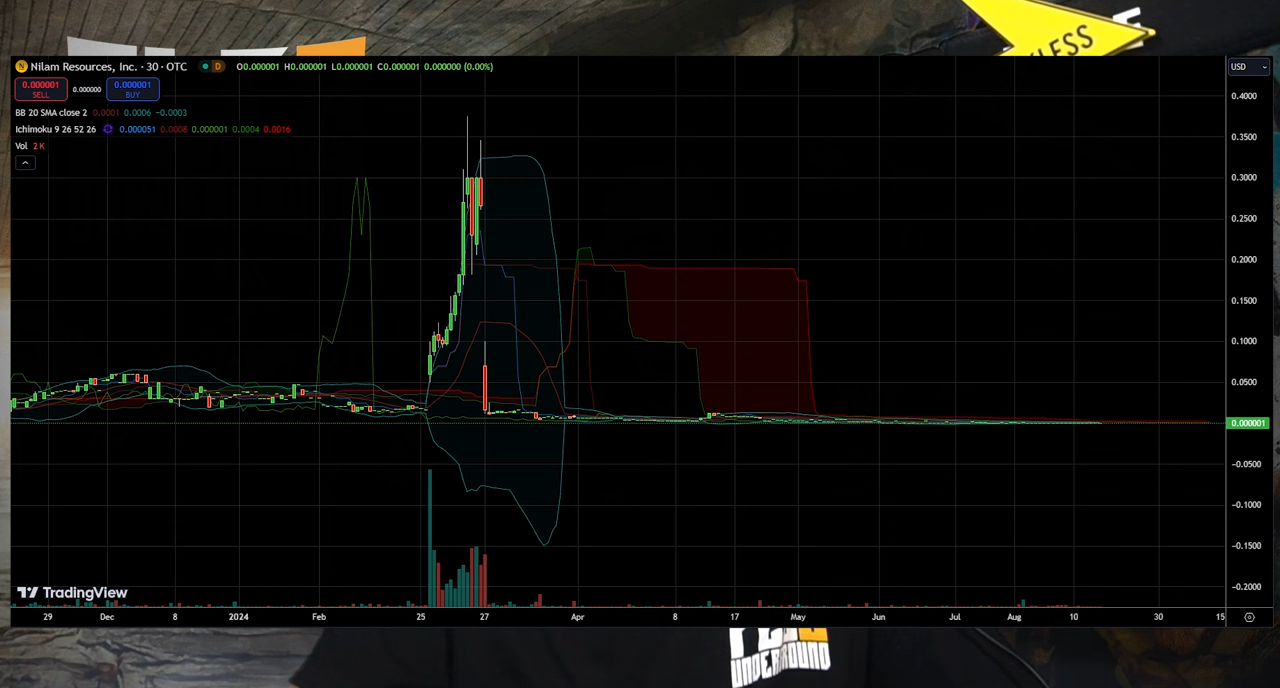 LESS
Nilam Resources, Inc. · 30 · OTC D O0.000001 H0.000001 L0.000001 C0.000001 0.000000 (0.00%)
USD
0.000001 0.000000 0.000001
SELL BUY
BB 20 SMA close 2 0.0001 0.0006 −0.0003
Ichimoku 9 26 52 26 0.000051 0.0008 0.000001 0.0004 0.0016
Vol 2 K
0.4000
0.3500
0.3000
0.2500
0.2000
0.1500
0.1000
0.0500
0.000001
−0.0500
−0.1000
−0.1500
−0.2000
TradingView
29 Dec 8 2024 Feb 25 27 Apr 8 17 May Jun Jul Aug 10 30 15
UNDERGROUND